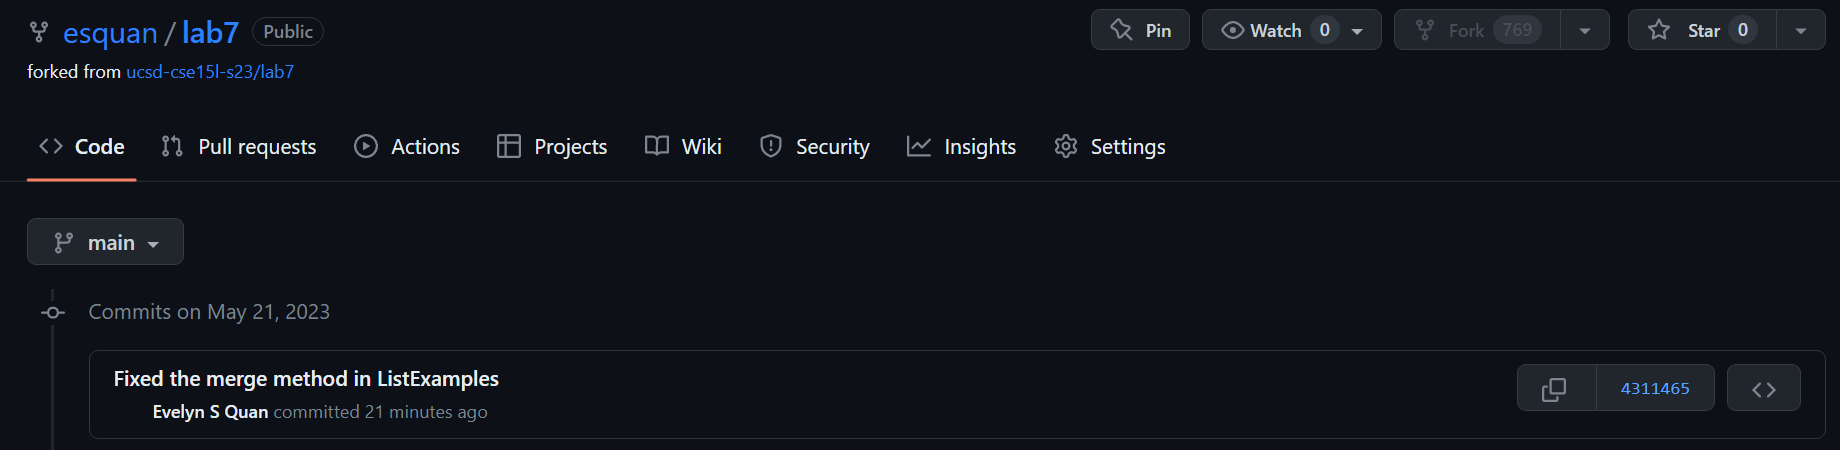 esquan / lab7 Public Pin Watch 0 Fork 769 Star 0
forked from ucsd-cse15l-s23/lab7
Code Pull requests Actions Projects Wiki Security Insights Settings
main
Commits on May 21, 2023
Fixed the merge method in ListExamples
Evelyn S Quan committed 21 minutes ago
4311465